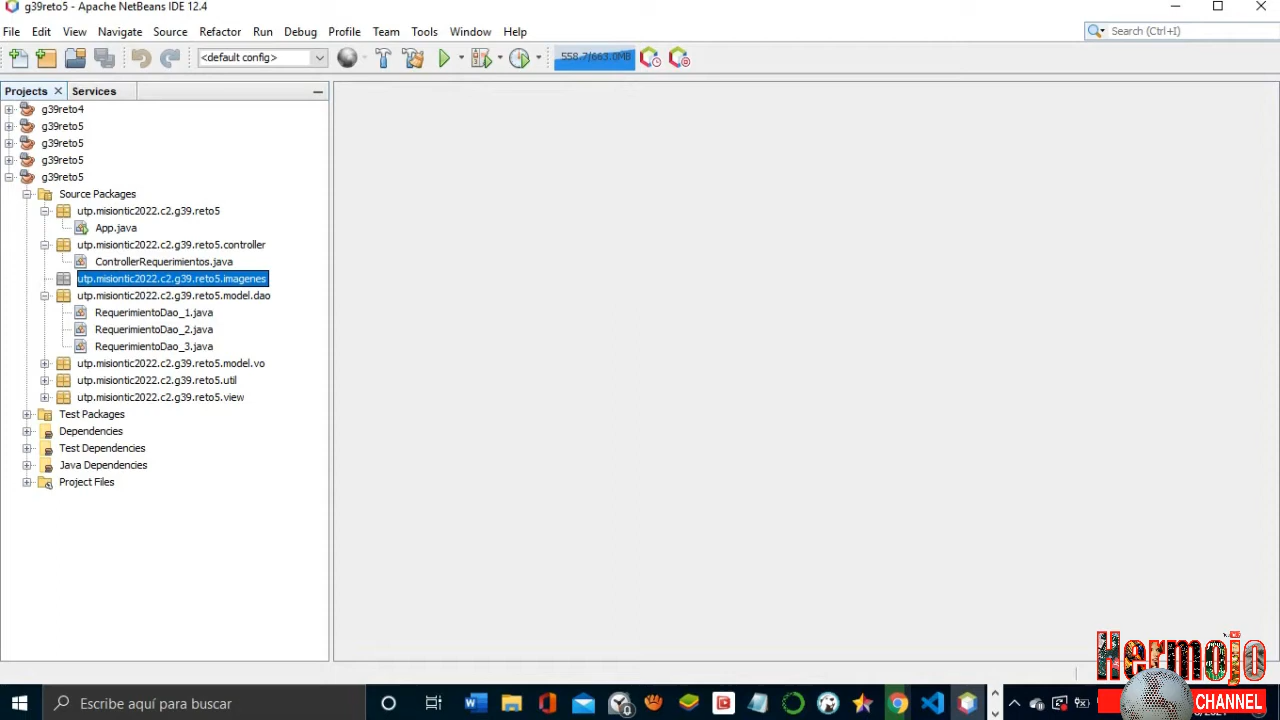 g39reto5 - Apache NetBeans IDE 12.4
File Edit View Navigate Source Refactor Run Debug Profile Team Tools Window Help
Search (Ctrl+I)
<default config>
558.7/663.0MB
Projects
Services
g39reto4
g39reto5
g39reto5
g39reto5
g39reto5
Source Packages
utp.misiontic2022.c2.g39.reto5
App.java
utp.misiontic2022.c2.g39.reto5.controller
ControllerRequerimientos.java
utp.misiontic2022.c2.g39.reto5.imagenes
utp.misiontic2022.c2.g39.reto5.model.dao
RequerimientoDao_1.java
RequerimientoDao_2.java
RequerimientoDao_3.java
utp.misiontic2022.c2.g39.reto5.model.vo
utp.misiontic2022.c2.g39.reto5.util
utp.misiontic2022.c2.g39.reto5.view
Test Packages
Dependencies
Test Dependencies
Java Dependencies
Project Files
Hermojo
CHANNEL
Escribe aquí para buscar